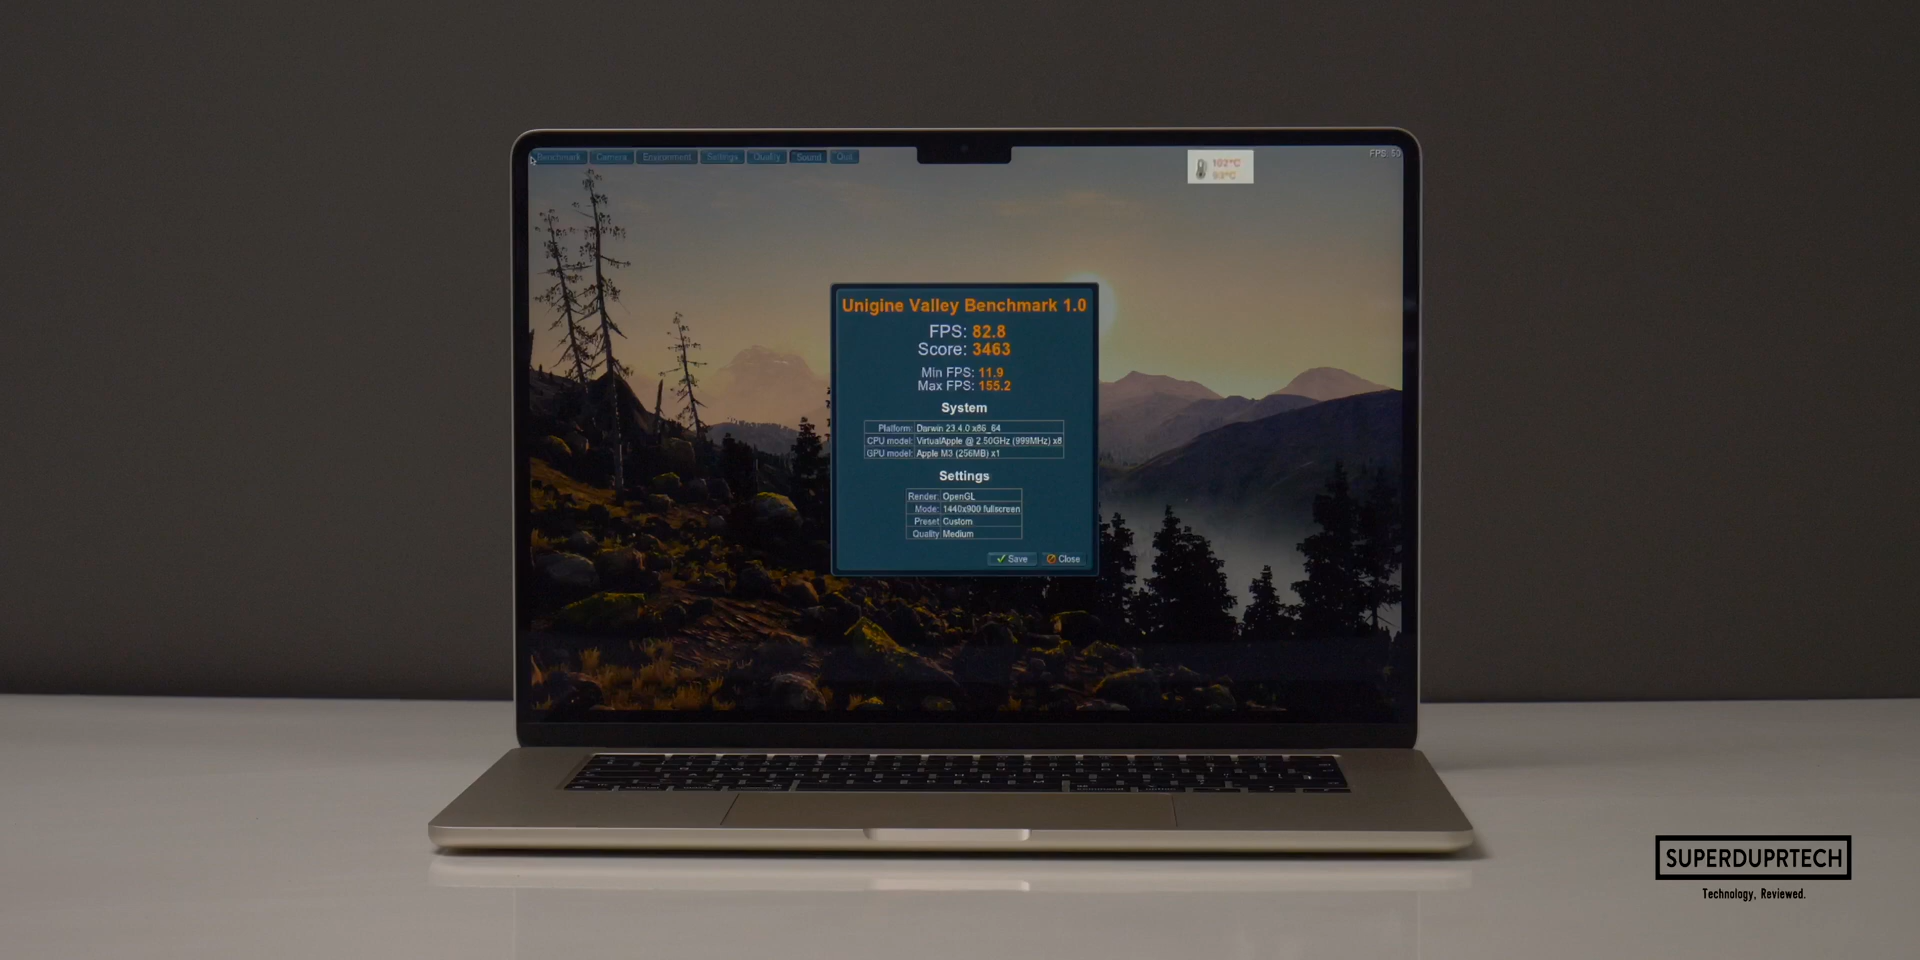 Benchmark Camera Environment Settings Quality Sound Quit
FPS: 50
102°C
Unigine Valley Benchmark 1.0
FPS: 82.8
Score: 3463
Min FPS: 11.9
Max FPS: 155.2
System
Platform: Darwin 23.4.0 x86_64
CPU model: VirtualApple @ 2.50GHz (999MHz) x8
GPU model: Apple M3 (256MB) x1
Settings
Render: OpenGL
Mode: 1440x900 fullscreen
Preset Custom
Quality Medium
Save Close
SUPERDUPRTECH
Technology, Reviewed.